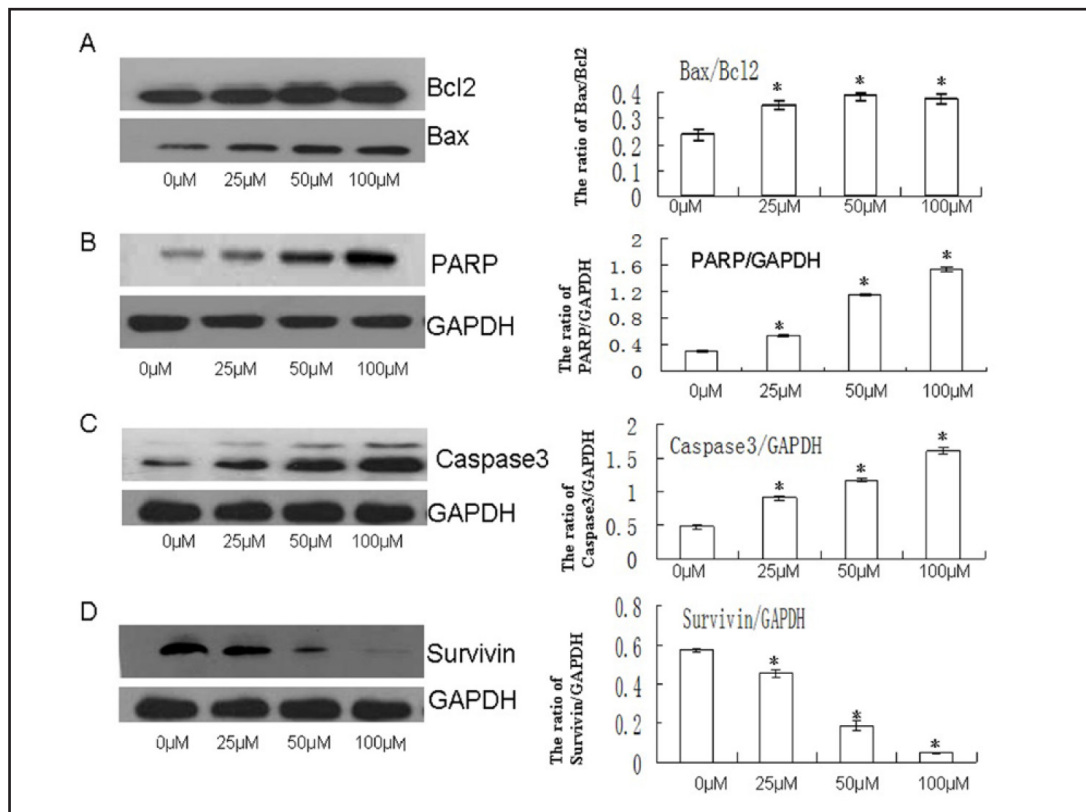 A
Bcl2
Bax
0µM 25µM 50µM 100µM
The ratio of Bax/Bcl2
Bax/Bcl2
0.4
0.3
0.2
0.1
0
* * *
0µM 25µM 50µM 100µM
B
PARP
GAPDH
0µM 25µM 50µM 100µM
The ratio of
PARP/GAPDH
PARP/GAPDH
2
1.6
1.2
0.8
0.4
0
* * *
0µM 25µM 50µM 100µM
C
Caspase3
GAPDH
0µM 25µM 50µM 100µM
The ratio of
Caspase3/GAPDH
Caspase3/GAPDH
2
1.5
1
0.5
0
* * *
0µM 25µM 50µM 100µM
D
Survivin
GAPDH
0µM 25µM 50µM 100µM
The ratio of
Survivin/GAPDH
Survivin/GAPDH
0.8
0.6
0.4
0.2
0
* * *
0µM 25µM 50µM 100µM